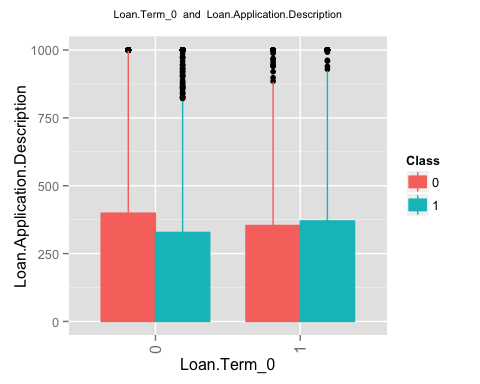 Loan.Term_0 and Loan.Application.Description
Loan.Application.Description
1000
750
500
250
0
0
1
Loan.Term_0
Class
0
1